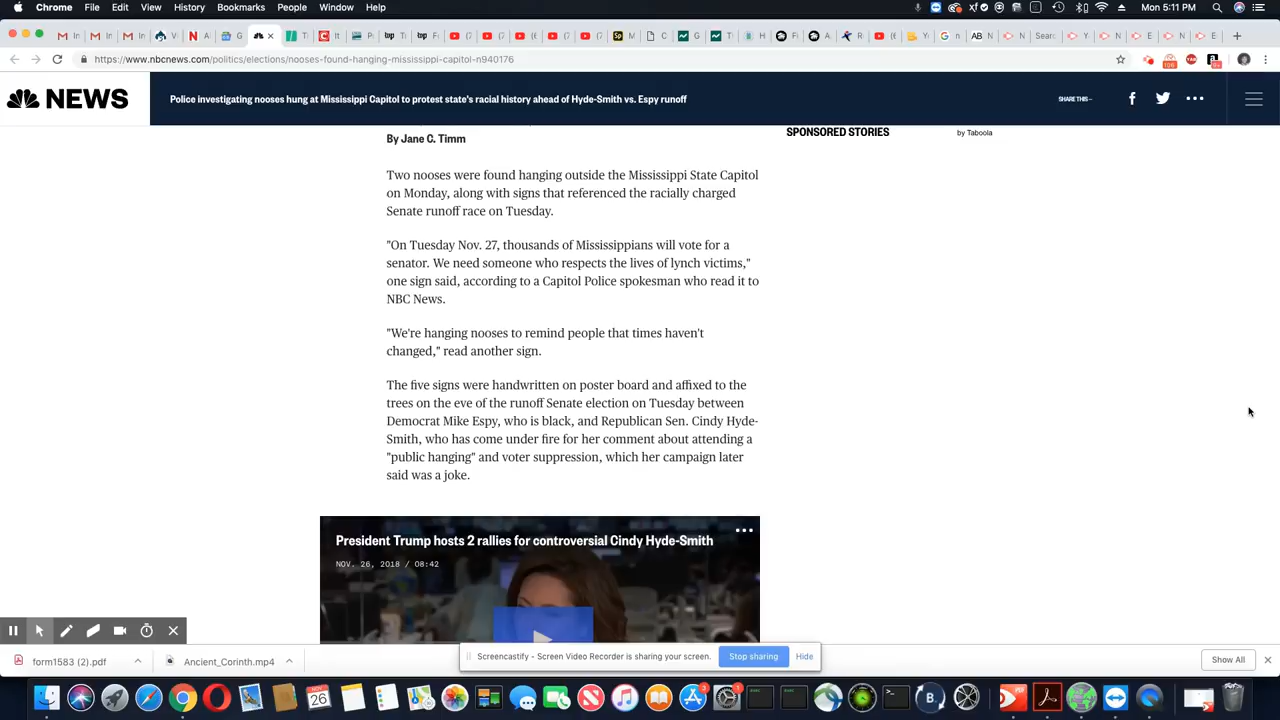 Chrome File Edit View History Bookmarks People Window Help
Mon 5:11 PM
https://www.nbcnews.com/politics/elections/nooses-found-hanging-mississippi-capitol-n940176
NEWS
Police investigating nooses hung at Mississippi Capitol to protest state's racial history ahead of Hyde-Smith vs. Espy runoff
SHARE THIS –
By Jane C. Timm
SPONSORED STORIES
by Taboola
Two nooses were found hanging outside the Mississippi State Capitol
on Monday, along with signs that referenced the racially charged
Senate runoff race on Tuesday.
"On Tuesday Nov. 27, thousands of Mississippians will vote for a
senator. We need someone who respects the lives of lynch victims,"
one sign said, according to a Capitol Police spokesman who read it to
NBC News.
"We're hanging nooses to remind people that times haven't
changed," read another sign.
The five signs were handwritten on poster board and affixed to the
trees on the eve of the runoff Senate election on Tuesday between
Democrat Mike Espy, who is black, and Republican Sen. Cindy Hyde-
Smith, who has come under fire for her comment about attending a
"public hanging" and voter suppression, which her campaign later
said was a joke.
President Trump hosts 2 rallies for controversial Cindy Hyde-Smith
NOV. 26, 2018 / 08:42
Screencastify - Screen Video Recorder is sharing your screen.
Stop sharing
Hide
form1583 (2).pdf
Ancient_Corinth.mp4
Show All